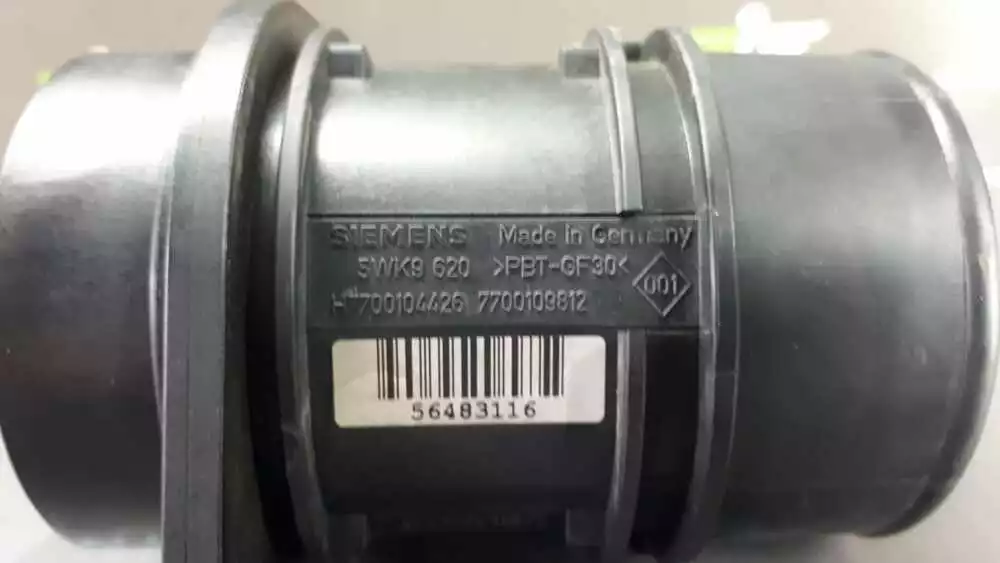 SIEMENS Made in Germany
5WK9 620 >PBT-GF30<
7700104426 7700109812
001
56483116